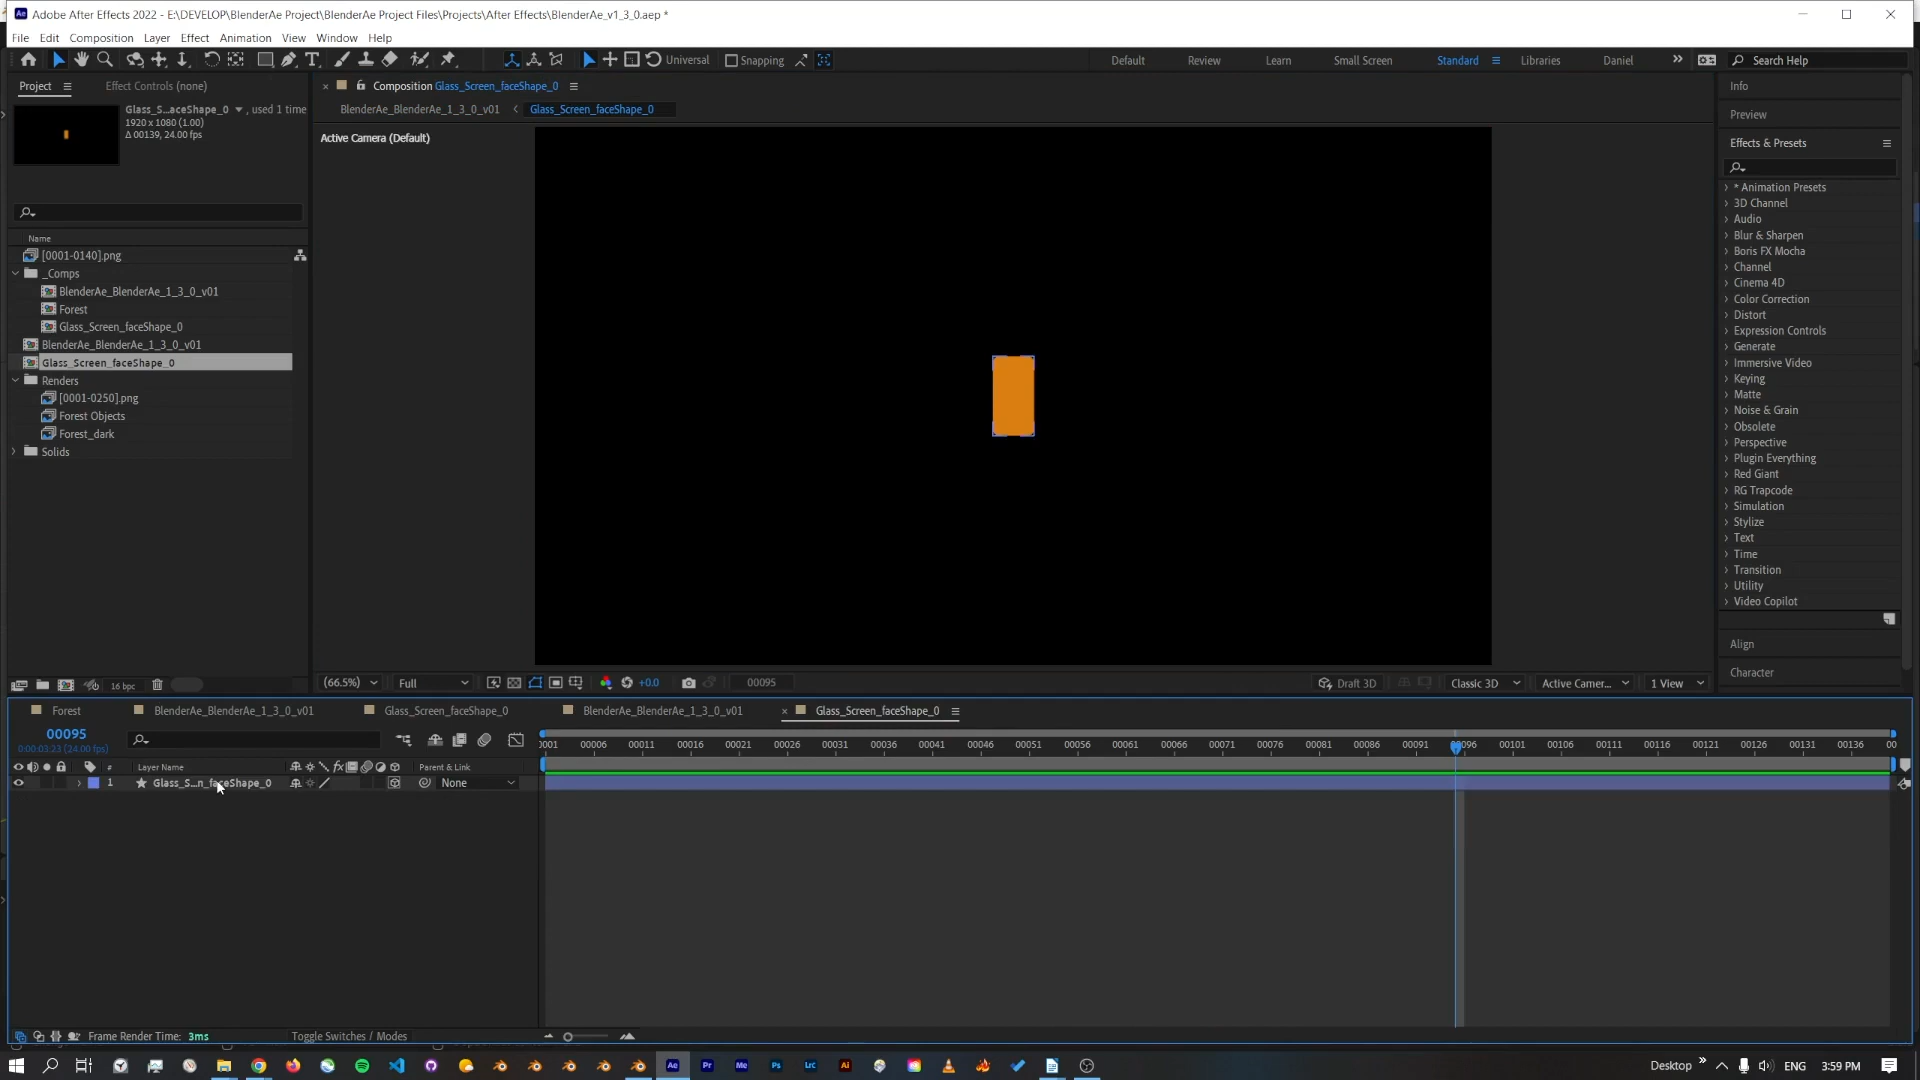 Adobe After Effects 2022 - E:\DEVELOP\BlenderAe Project\BlenderAe Project Files\Projects\After Effects\BlenderAe_v1_3_0.aep *
File Edit Composition Layer Effect Animation View Window Help
Universal Snapping Default Review Learn Small Screen Standard Libraries Daniel Search Help
Project Effect Controls (none)
Composition Glass_Screen_faceShape_0
Info
Glass_S...aceShape_0 , used 1 time
1920 x 1080 (1.00)
Δ 00139, 24.00 fps
BlenderAe_BlenderAe_1_3_0_v01 Glass_Screen_faceShape_0
Active Camera (Default)
Preview
Effects & Presets
* Animation Presets
3D Channel
Audio
Blur & Sharpen
Boris FX Mocha
Channel
Cinema 4D
Color Correction
Distort
Expression Controls
Generate
Immersive Video
Keying
Matte
Noise & Grain
Obsolete
Perspective
Plugin Everything
Red Giant
RG Trapcode
Simulation
Stylize
Text
Time
Transition
Utility
Video Copilot
Align
Character
Name
[0001-0140].png
_Comps
BlenderAe_BlenderAe_1_3_0_v01
Forest
Glass_Screen_faceShape_0
BlenderAe_BlenderAe_1_3_0_v01
Glass_Screen_faceShape_0
Renders
[0001-0250].png
Forest Objects
Forest_dark
Solids
16 bpc
(66.5%) Full +0.0 00095 Draft 3D Classic 3D Active Camer... 1 View
Forest BlenderAe_BlenderAe_1_3_0_v01 Glass_Screen_faceShape_0 BlenderAe_BlenderAe_1_3_0_v01 Glass_Screen_faceShape_0
00095
0:00:03:23 (24.00 fps)
0001 00006 00011 00016 00021 00026 00031 00036 00041 00046 00051 00056 00061 00066 00071 00076 00081 00086 00091 00096 00101 00106 00111 00116 00121 00126 00131 00136 00
# Layer Name fx Parent & Link
1 Glass_S...n_faceShape_0 None
Frame Render Time: 3ms Toggle Switches / Modes
Ae Pr Me Ps Lrc Ai Desktop ENG 3:59 PM